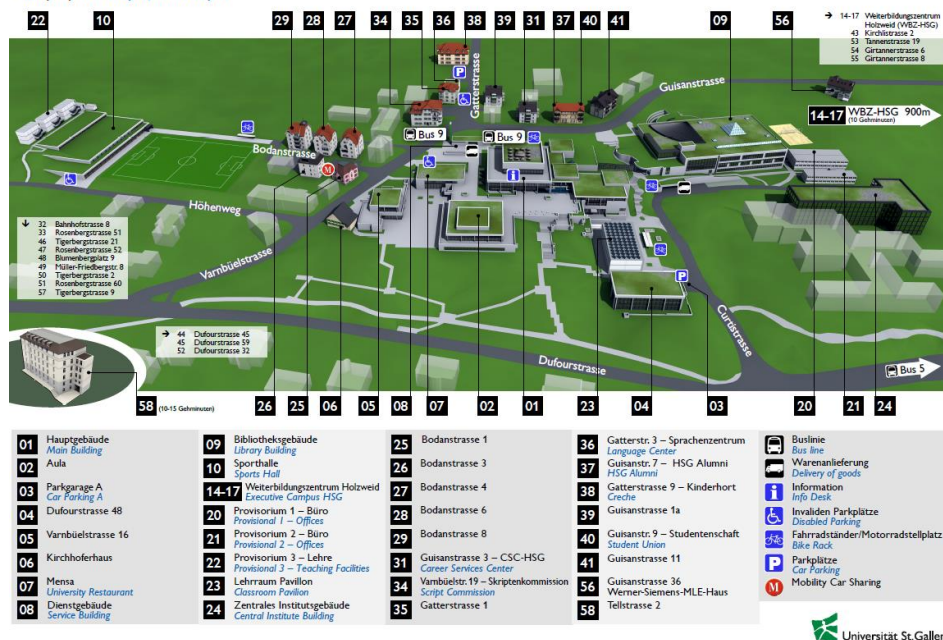 22 10 29 28 27 34 35 36 38 39 31 37 40 41 09 56
→ 14-17 Weiterbildungszentrum
Holzweid (WBZ-HSG)
43 Kirchlistrasse 2
53 Tannenstrasse 19
54 Girtannerstrasse 6
55 Girtannerstrasse 8
Gatterstrasse
Guisanstrasse
14-17 WBZ-HSG 900m
(10 Gehminuten)
Bus 9
Bus 9
Bodanstrasse
Höhenweg
Varnbüelstrasse
32 Bahnhofstrasse 8
33 Rosenbergstrasse 51
46 Tigerbergstrasse 21
47 Rosenbergstrasse 52
48 Blumenbergplatz 9
49 Müller-Friedbergstr. 8
50 Tigerbergstrasse 2
51 Rosenbergstrasse 60
57 Tigerbergstrasse 9
→ 44 Dufourstrasse 45
45 Dufourstrasse 59
52 Dufourstrasse 32
Dufourstrasse
Curtistrasse
Bus 5
58 (10-15 Gehminuten)
26 25 06 05 08 07 02 01 23 04 03 20 21 24
01 Hauptgebäude
Main Building
02 Aula
03 Parkgarage A
Car Parking A
04 Dufourstrasse 48
05 Varnbüelstrasse 16
06 Kirchhoferhaus
07 Mensa
University Restaurant
08 Dienstgebäude
Service Building
09 Bibliotheksgebäude
Library Building
10 Sporthalle
Sports Hall
14-17 Weiterbildungszentrum Holzweid
Executive Campus HSG
20 Provisorium 1 – Büro
Provisional 1 – Offices
21 Provisorium 2 – Büro
Provisional 2 – Offices
22 Provisorium 3 – Lehre
Provisional 3 – Teaching Facilities
23 Lehrraum Pavillon
Classroom Pavilion
24 Zentrales Institutsgebäude
Central Institute Building
25 Bodanstrasse 1
26 Bodanstrasse 3
27 Bodanstrasse 4
28 Bodanstrasse 6
29 Bodanstrasse 8
31 Guisanstrasse 3 – CSC-HSG
Career Services Center
34 Varnbüelstr. 19 – Skriptenkommission
Script Commission
35 Gatterstrasse 1
36 Gatterstr. 3 – Sprachenzentrum
Language Center
37 Guisanstr. 7 – HSG Alumni
HSG Alumni
38 Gatterstrasse 9 – Kinderhort
Creche
39 Guisanstrasse 1a
40 Guisanstr. 9 – Studentenschaft
Student Union
41 Guisanstrasse 11
56 Guisanstrasse 36
Werner-Siemens-MLE-Haus
58 Tellstrasse 2
Buslinie
Bus line
Warenanlieferung
Delivery of goods
i Information
Info Desk
Invaliden Parkplätze
Disabled Parking
Fahrradständer/Motorradstellplatz
Bike Rack
P Parkplätze
Car Parking
M Mobility Car Sharing
Universität St.Gallen